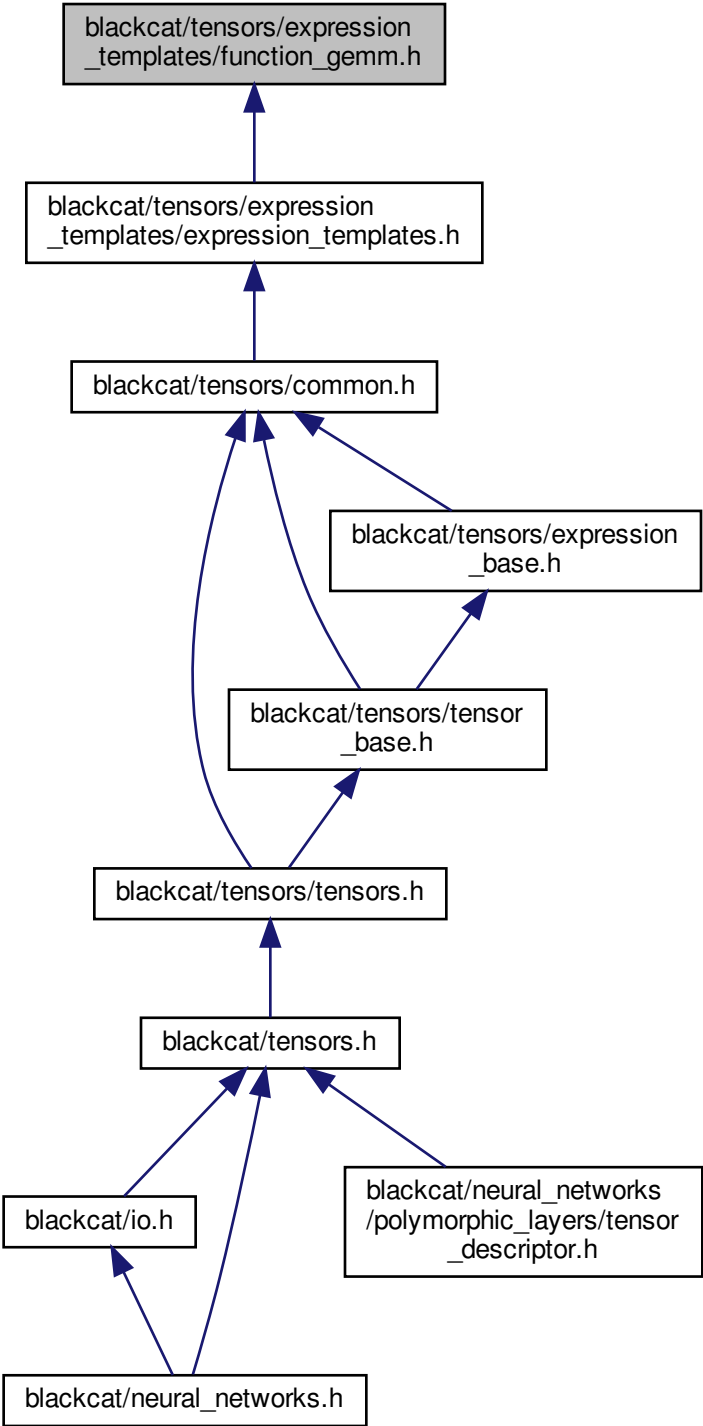 blackcat/tensors/expression
_templates/function_gemm.h
blackcat/tensors/expression
_templates/expression_templates.h
blackcat/tensors/common.h
blackcat/tensors/expression
_base.h
blackcat/tensors/tensor
_base.h
blackcat/tensors/tensors.h
blackcat/tensors.h
blackcat/io.h
blackcat/neural_networks
/polymorphic_layers/tensor
_descriptor.h
blackcat/neural_networks.h